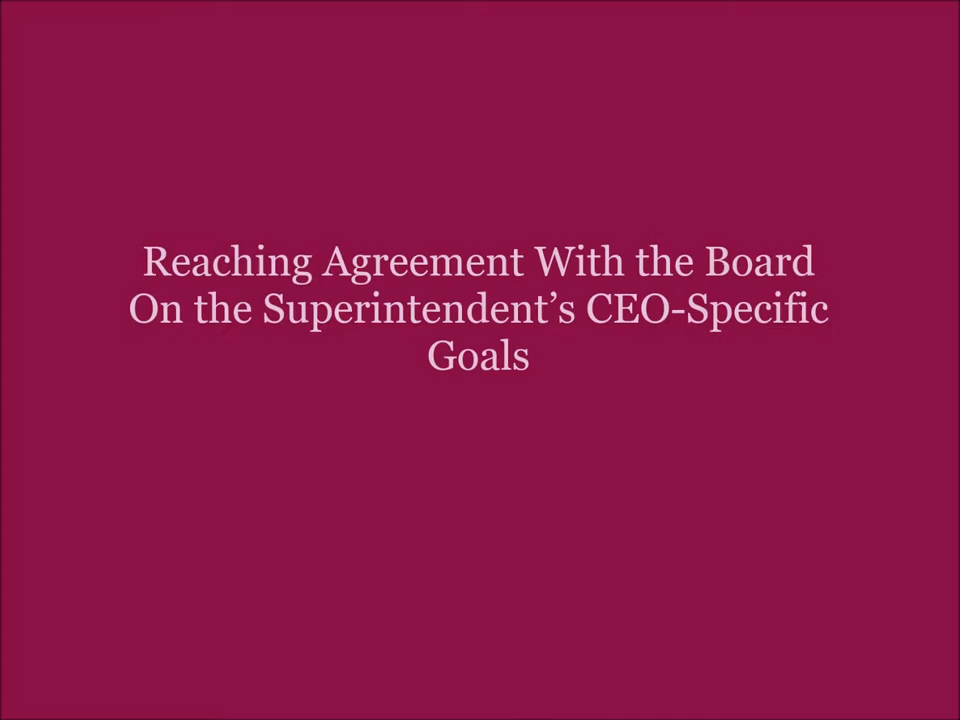 Reaching Agreement With the Board
On the Superintendent’s CEO-Specific
Goals